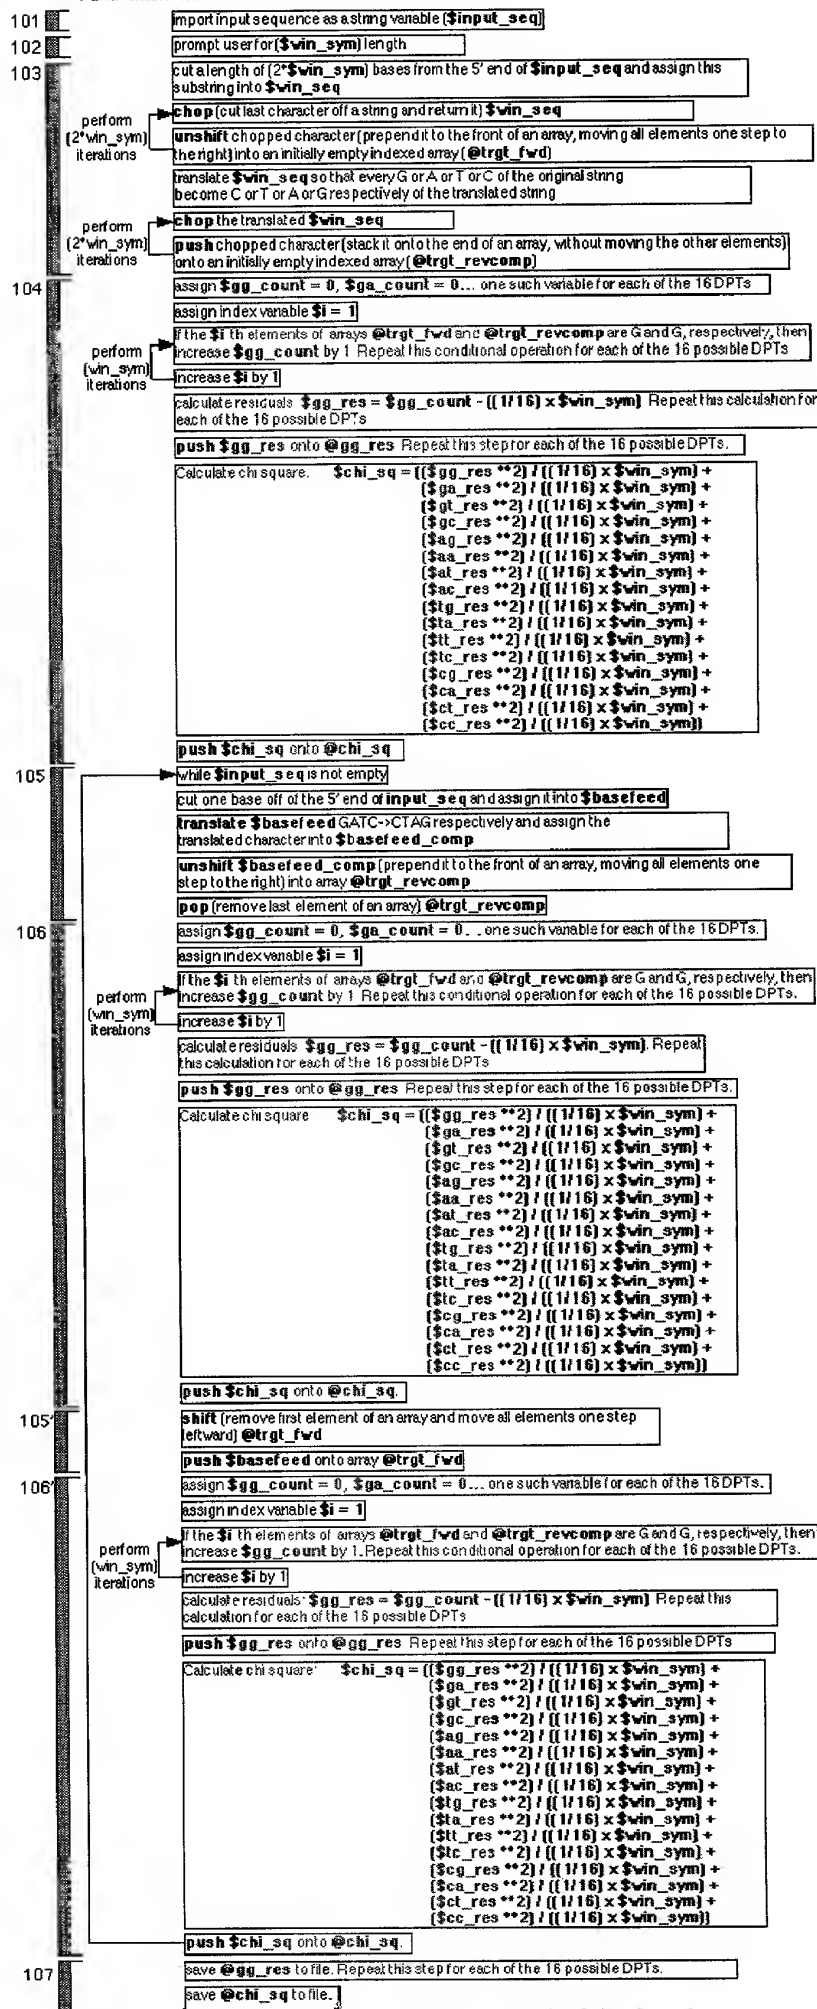 101
import input sequence as a string variable ($input_seq)
102
prompt user for ($win_sym) length
103
cut a length of (2*$win_sym) bases from the 5' end of $input_seq and assign this
substring into $win_seq
perform
(2*win_sym)
iterations
chop (cut last character off a string and return it) $win_seq
unshift chopped character (prepend it to the front of an array, moving all elements one step to
the right) into an initially empty indexed array (@trgt_fwd)
translate $win_seq so that every G or A or T or C of the original string
become C or T or A or G respectively of the translated string
perform
(2*win_sym)
iterations
chop the translated $win_seq
push chopped character (stack it onto the end of an array, without moving the other elements)
onto an initially empty indexed array (@trgt_revcomp)
104
assign $gg_count = 0, $ga_count = 0... one such variable for each of the 16 DPTs
assign index variable $i = 1
perform
(win_sym)
iterations
If the $i th elements of arrays @trgt_fwd and @trgt_revcomp are G and G, respectively, then
increase $gg_count by 1 Repeat this conditional operation for each of the 16 possible DPTs
increase $i by 1
calculate residuals $gg_res = $gg_count - ((1/16) x $win_sym) Repeat this calculation for
each of the 16 possible DPTs
push $gg_res onto @gg_res Repeat this step for each of the 16 possible DPTs.
Calculate chi square. $chi_sq = (($gg_res **2) / ((1/16) x $win_sym) +
($ga_res **2) / ((1/16) x $win_sym) +
($gt_res **2) / ((1/16) x $win_sym) +
($gc_res **2) / ((1/16) x $win_sym) +
($ag_res **2) / ((1/16) x $win_sym) +
($aa_res **2) / ((1/16) x $win_sym) +
($at_res **2) / ((1/16) x $win_sym) +
($ac_res **2) / ((1/16) x $win_sym) +
($tg_res **2) / ((1/16) x $win_sym) +
($ta_res **2) / ((1/16) x $win_sym) +
($tt_res **2) / ((1/16) x $win_sym) +
($tc_res **2) / ((1/16) x $win_sym) +
($cg_res **2) / ((1/16) x $win_sym) +
($ca_res **2) / ((1/16) x $win_sym) +
($ct_res **2) / ((1/16) x $win_sym) +
($cc_res **2) / ((1/16) x $win_sym))
push $chi_sq onto @chi_sq
105
while $input_seq is not empty
cut one base off of the 5' end of input_seq and assign it into $basefeed
translate $basefeed GATC->CTAG respectively and assign the
translated character into $basefeed_comp
unshift $basefeed_comp (prepend it to the front of an array, moving all elements one
step to the right) into array @trgt_revcomp
pop (remove last element of an array) @trgt_revcomp
106
assign $gg_count = 0, $ga_count = 0. . . one such variable for each of the 16 DPTs.
assign index variable $i = 1
perform
(win_sym)
iterations
If the $i th elements of arrays @trgt_fwd and @trgt_revcomp are G and G, respectively, then
increase $gg_count by 1 Repeat this conditional operation for each of the 16 possible DPTs.
increase $i by 1
calculate residuals $gg_res = $gg_count - ((1/16) x $win_sym). Repeat
this calculation for each of the 16 possible DPTs
push $gg_res onto @gg_res Repeat this step for each of the 16 possible DPTs.
Calculate chi square $chi_sq = (($gg_res **2) / ((1/16) x $win_sym) +
($ga_res **2) / ((1/16) x $win_sym) +
($gt_res **2) / ((1/16) x $win_sym) +
($gc_res **2) / ((1/16) x $win_sym) +
($ag_res **2) / ((1/16) x $win_sym) +
($aa_res **2) / ((1/16) x $win_sym) +
($at_res **2) / ((1/16) x $win_sym) +
($ac_res **2) / ((1/16) x $win_sym) +
($tg_res **2) / ((1/16) x $win_sym) +
($ta_res **2) / ((1/16) x $win_sym) +
($tt_res **2) / ((1/16) x $win_sym) +
($tc_res **2) / ((1/16) x $win_sym) +
($cg_res **2) / ((1/16) x $win_sym) +
($ca_res **2) / ((1/16) x $win_sym) +
($ct_res **2) / ((1/16) x $win_sym) +
($cc_res **2) / ((1/16) x $win_sym))
push $chi_sq onto @chi_sq.
105'
shift (remove first element of an array and move all elements one step
leftward) @trgt_fwd
push $basefeed onto array @trgt_fwd
106'
assign $gg_count = 0, $ga_count = 0... one such variable for each of the 16 DPTs.
assign index variable $i = 1
perform
(win_sym)
iterations
If the $i th elements of arrays @trgt_fwd and @trgt_revcomp are G and G, respectively, then
increase $gg_count by 1. Repeat this conditional operation for each of the 16 possible DPTs.
increase $i by 1
calculate residuals: $gg_res = $gg_count - ((1/16) x $win_sym) Repeat this
calculation for each of the 16 possible DPTs
push $gg_res onto @gg_res Repeat this step for each of the 16 possible DPTs
Calculate chi square: $chi_sq = (($gg_res **2) / ((1/16) x $win_sym) +
($ga_res **2) / ((1/16) x $win_sym) +
($gt_res **2) / ((1/16) x $win_sym) +
($gc_res **2) / ((1/16) x $win_sym) +
($ag_res **2) / ((1/16) x $win_sym) +
($aa_res **2) / ((1/16) x $win_sym) +
($at_res **2) / ((1/16) x $win_sym) +
($ac_res **2) / ((1/16) x $win_sym) +
($tg_res **2) / ((1/16) x $win_sym) +
($ta_res **2) / ((1/16) x $win_sym) +
($tt_res **2) / ((1/16) x $win_sym) +
($tc_res **2) / ((1/16) x $win_sym) +
($cg_res **2) / ((1/16) x $win_sym) +
($ca_res **2) / ((1/16) x $win_sym) +
($ct_res **2) / ((1/16) x $win_sym) +
($cc_res **2) / ((1/16) x $win_sym))
push $chi_sq onto @chi_sq.
107
save @gg_res to file. Repeat this step for each of the 16 possible DPTs.
save @chi_sq to file.